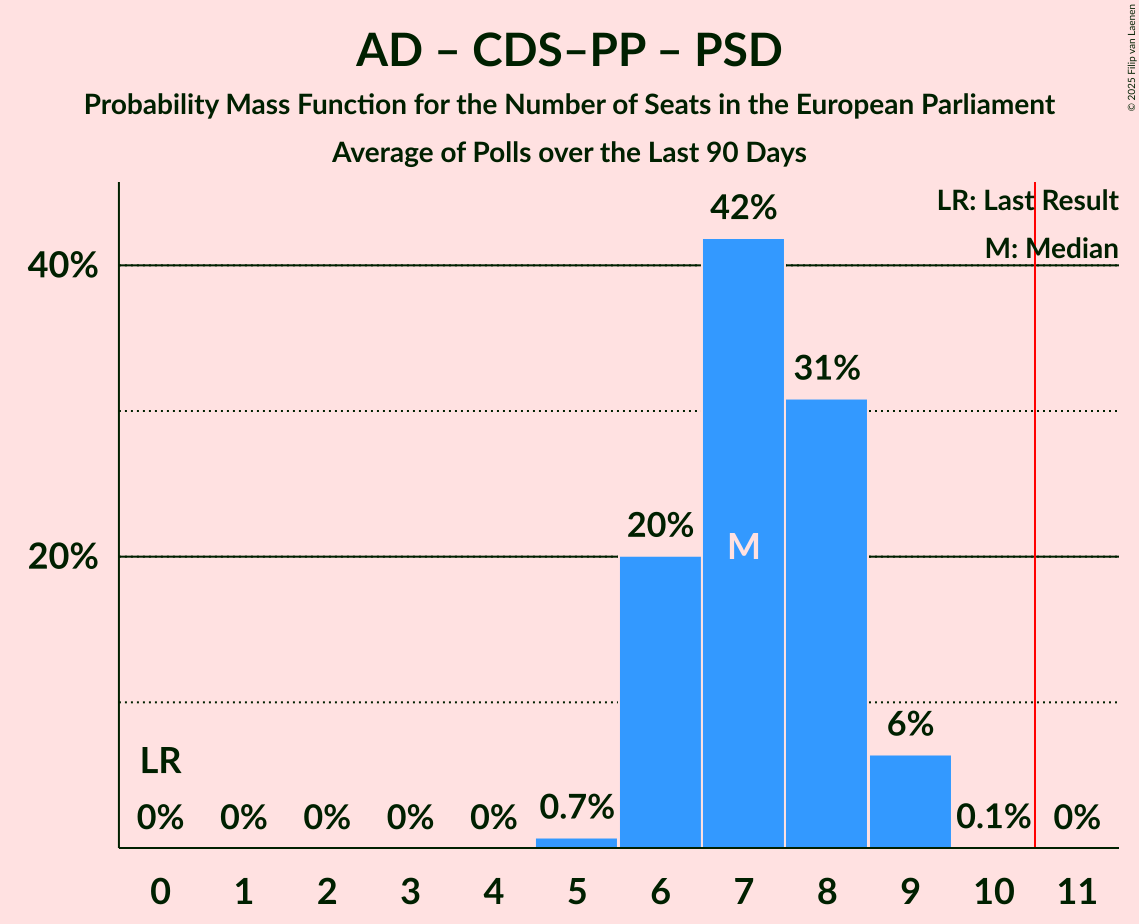 AD – CDS–PP – PSD
Probability Mass Function for the Number of Seats in the European Parliament
Average of Polls over the Last 90 Days
© 2025 Filip van Laenen
LR: Last Result
M: Median
42%
40%
31%
20%
20%
M
6%
LR
0% 0% 0% 0% 0% 0.7% 0.1% 0%
0 1 2 3 4 5 6 7 8 9 10 11